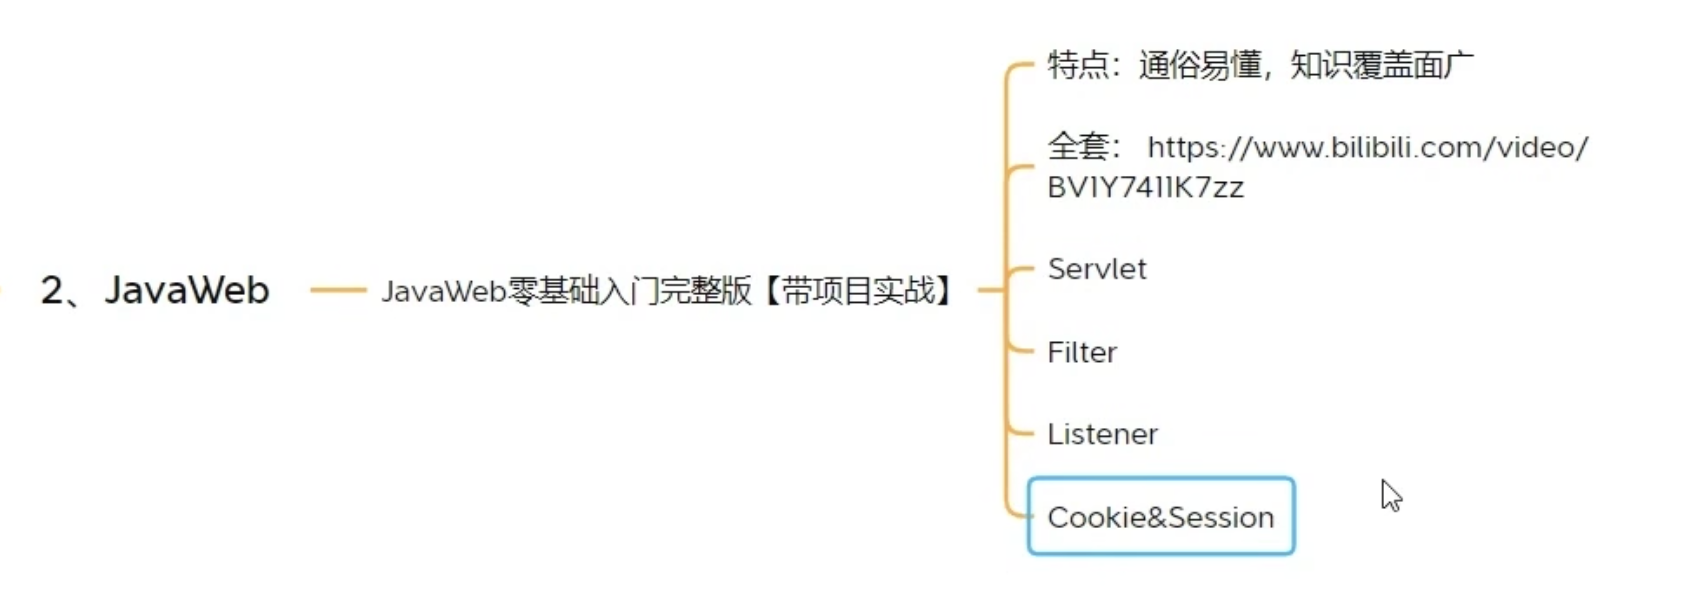 2、JavaWeb
JavaWeb零基础入门完整版【带项目实战】
特点：通俗易懂，知识覆盖面广
全套： https://www.bilibili.com/video/
BV1Y7411K7zz
Servlet
Filter
Listener
Cookie&Session